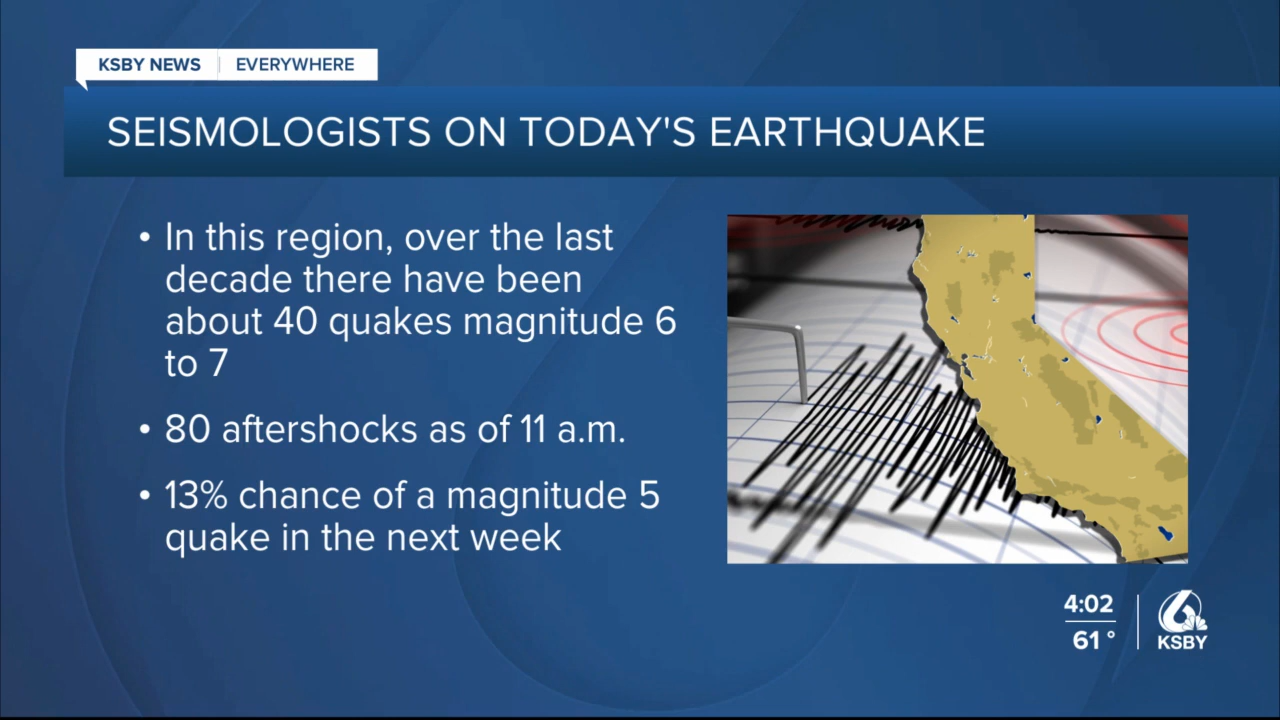 KSBY NEWS | EVERYWHERE
SEISMOLOGISTS ON TODAY'S EARTHQUAKE
• In this region, over the last
decade there have been
about 40 quakes magnitude 6
to 7
• 80 aftershocks as of 11 a.m.
• 13% chance of a magnitude 5
quake in the next week
4:02
61°
6
KSBY